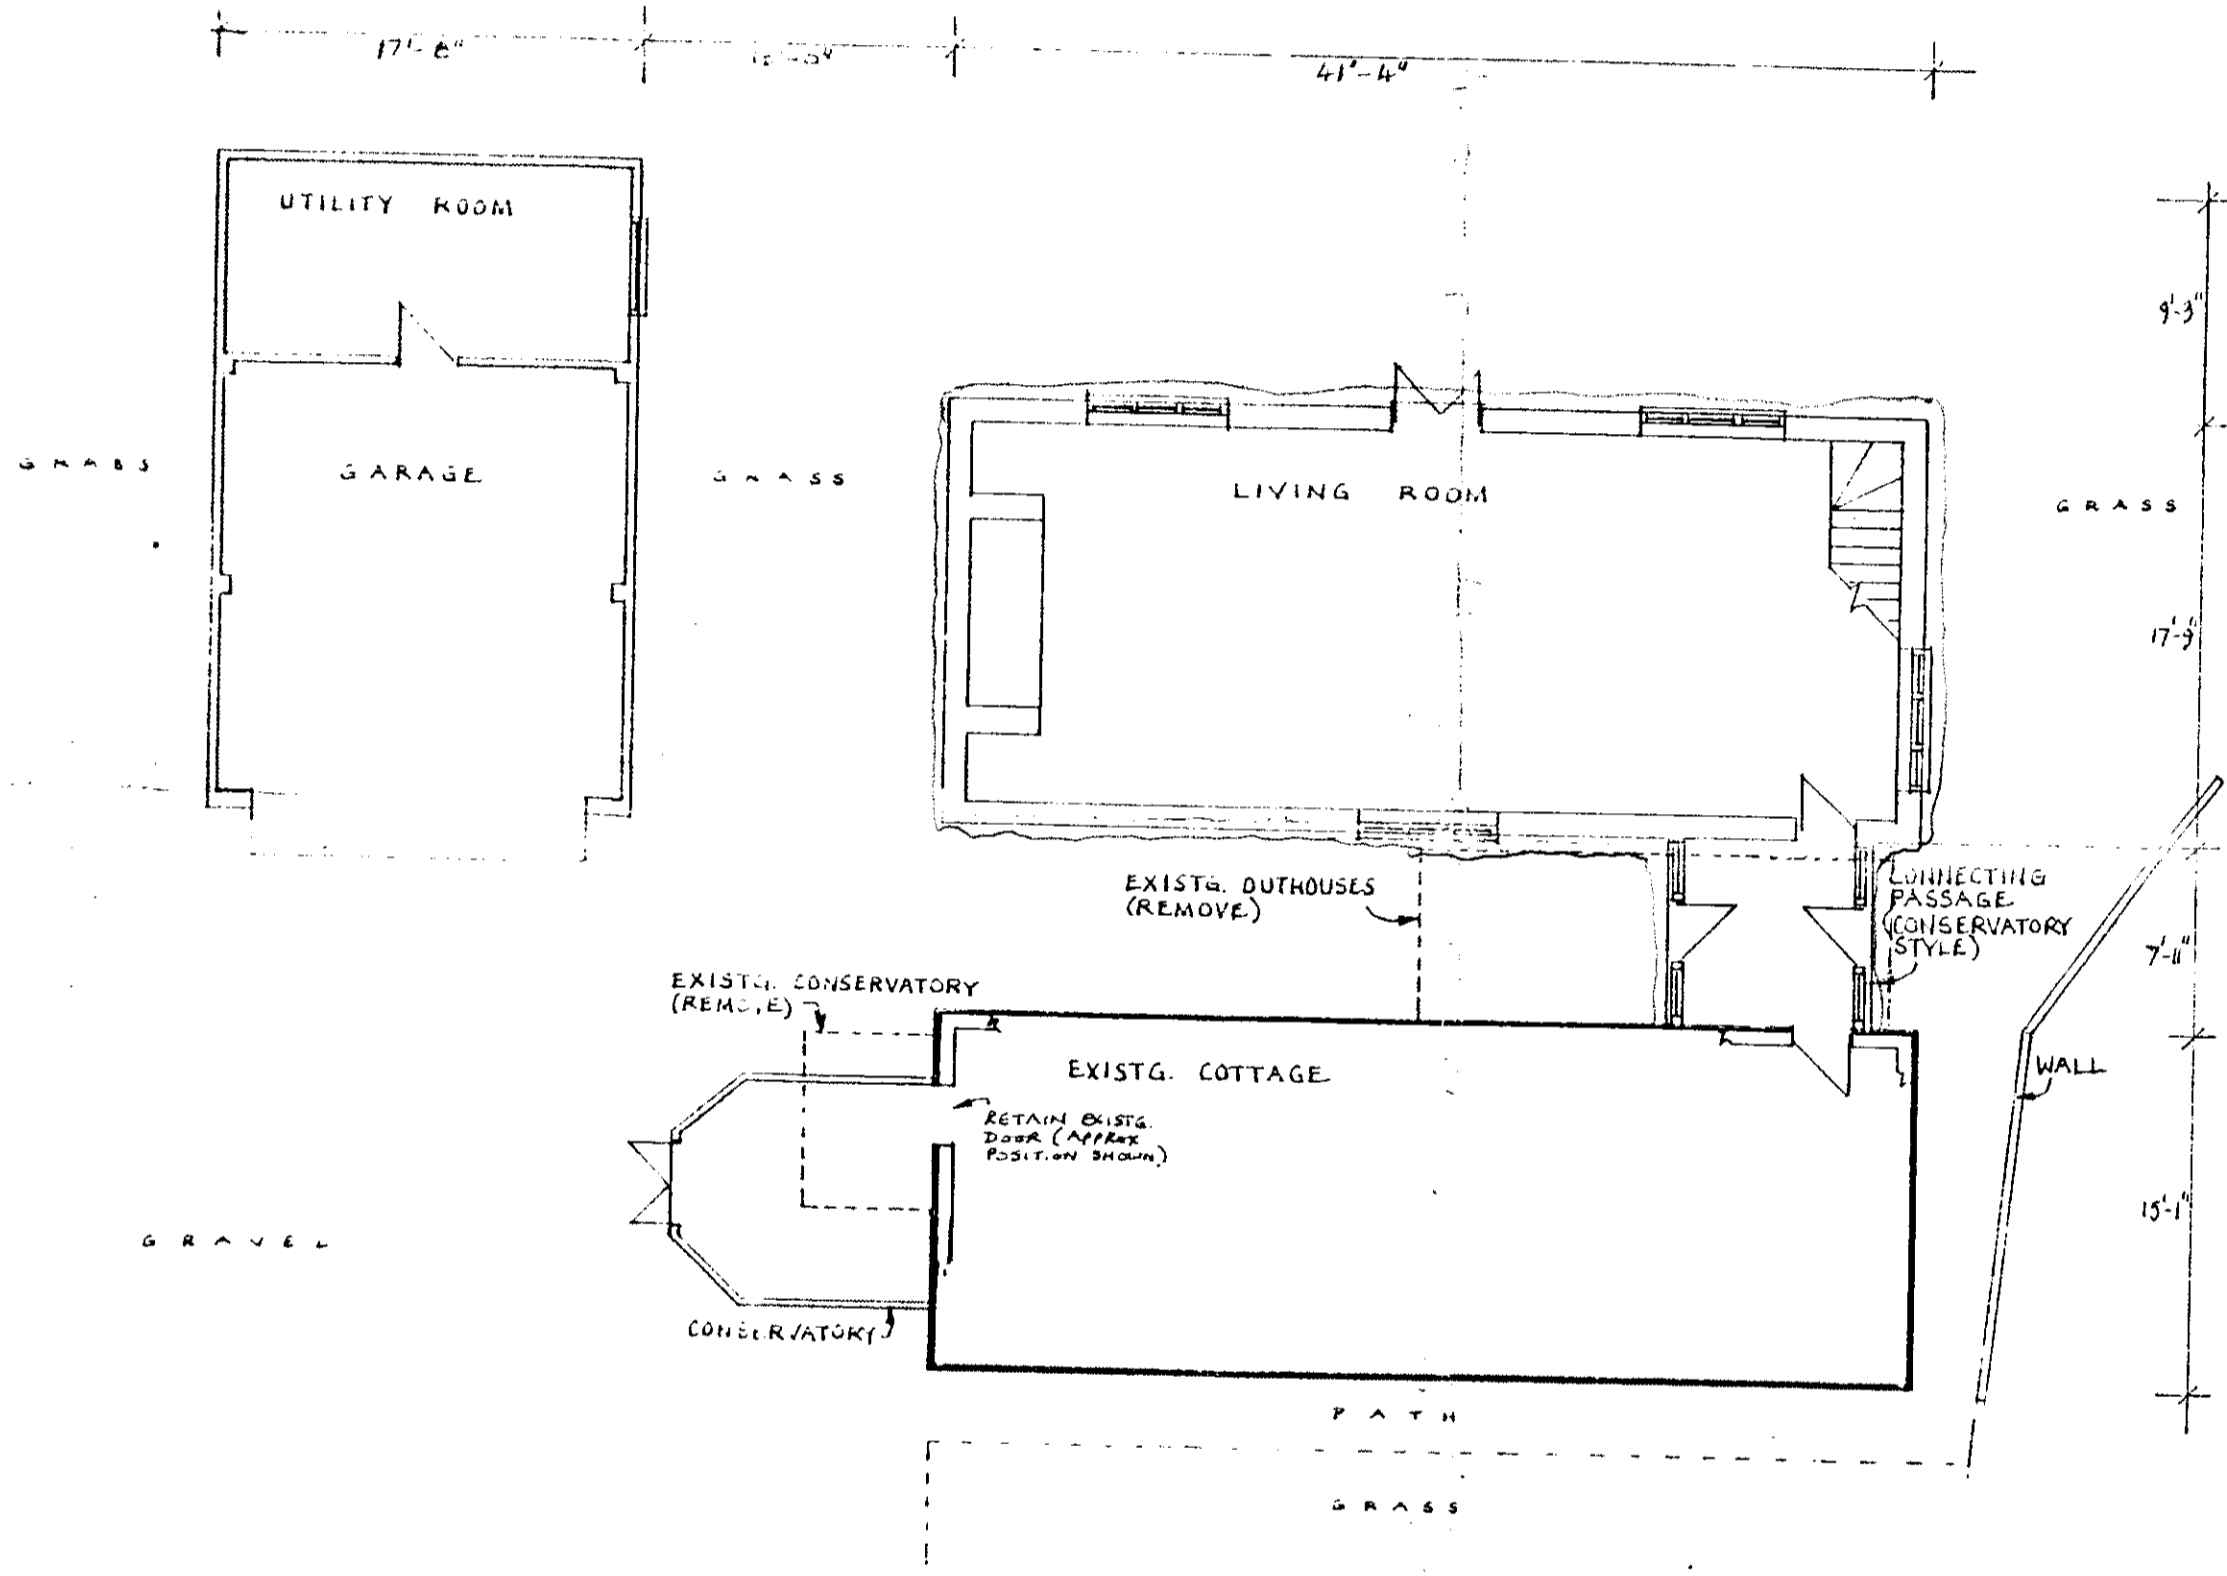 17'-8"
41'-4"
UTILITY ROOM
9'-3"
GRASS
GARAGE
GRASS
LIVING ROOM
GRASS
17'-9"
EXISTG. OUTHOUSES
(REMOVE)
CONNECTING
PASSAGE
(CONSERVATORY
STYLE)
7'-11"
EXISTG. CONSERVATORY
(REMOVE)
EXISTG. COTTAGE
WALL
RETAIN EXISTG.
DOOR (APPROX
POSITION SHOWN)
15'-1"
GRAVEL
CONSERVATORY
PATH
GRASS